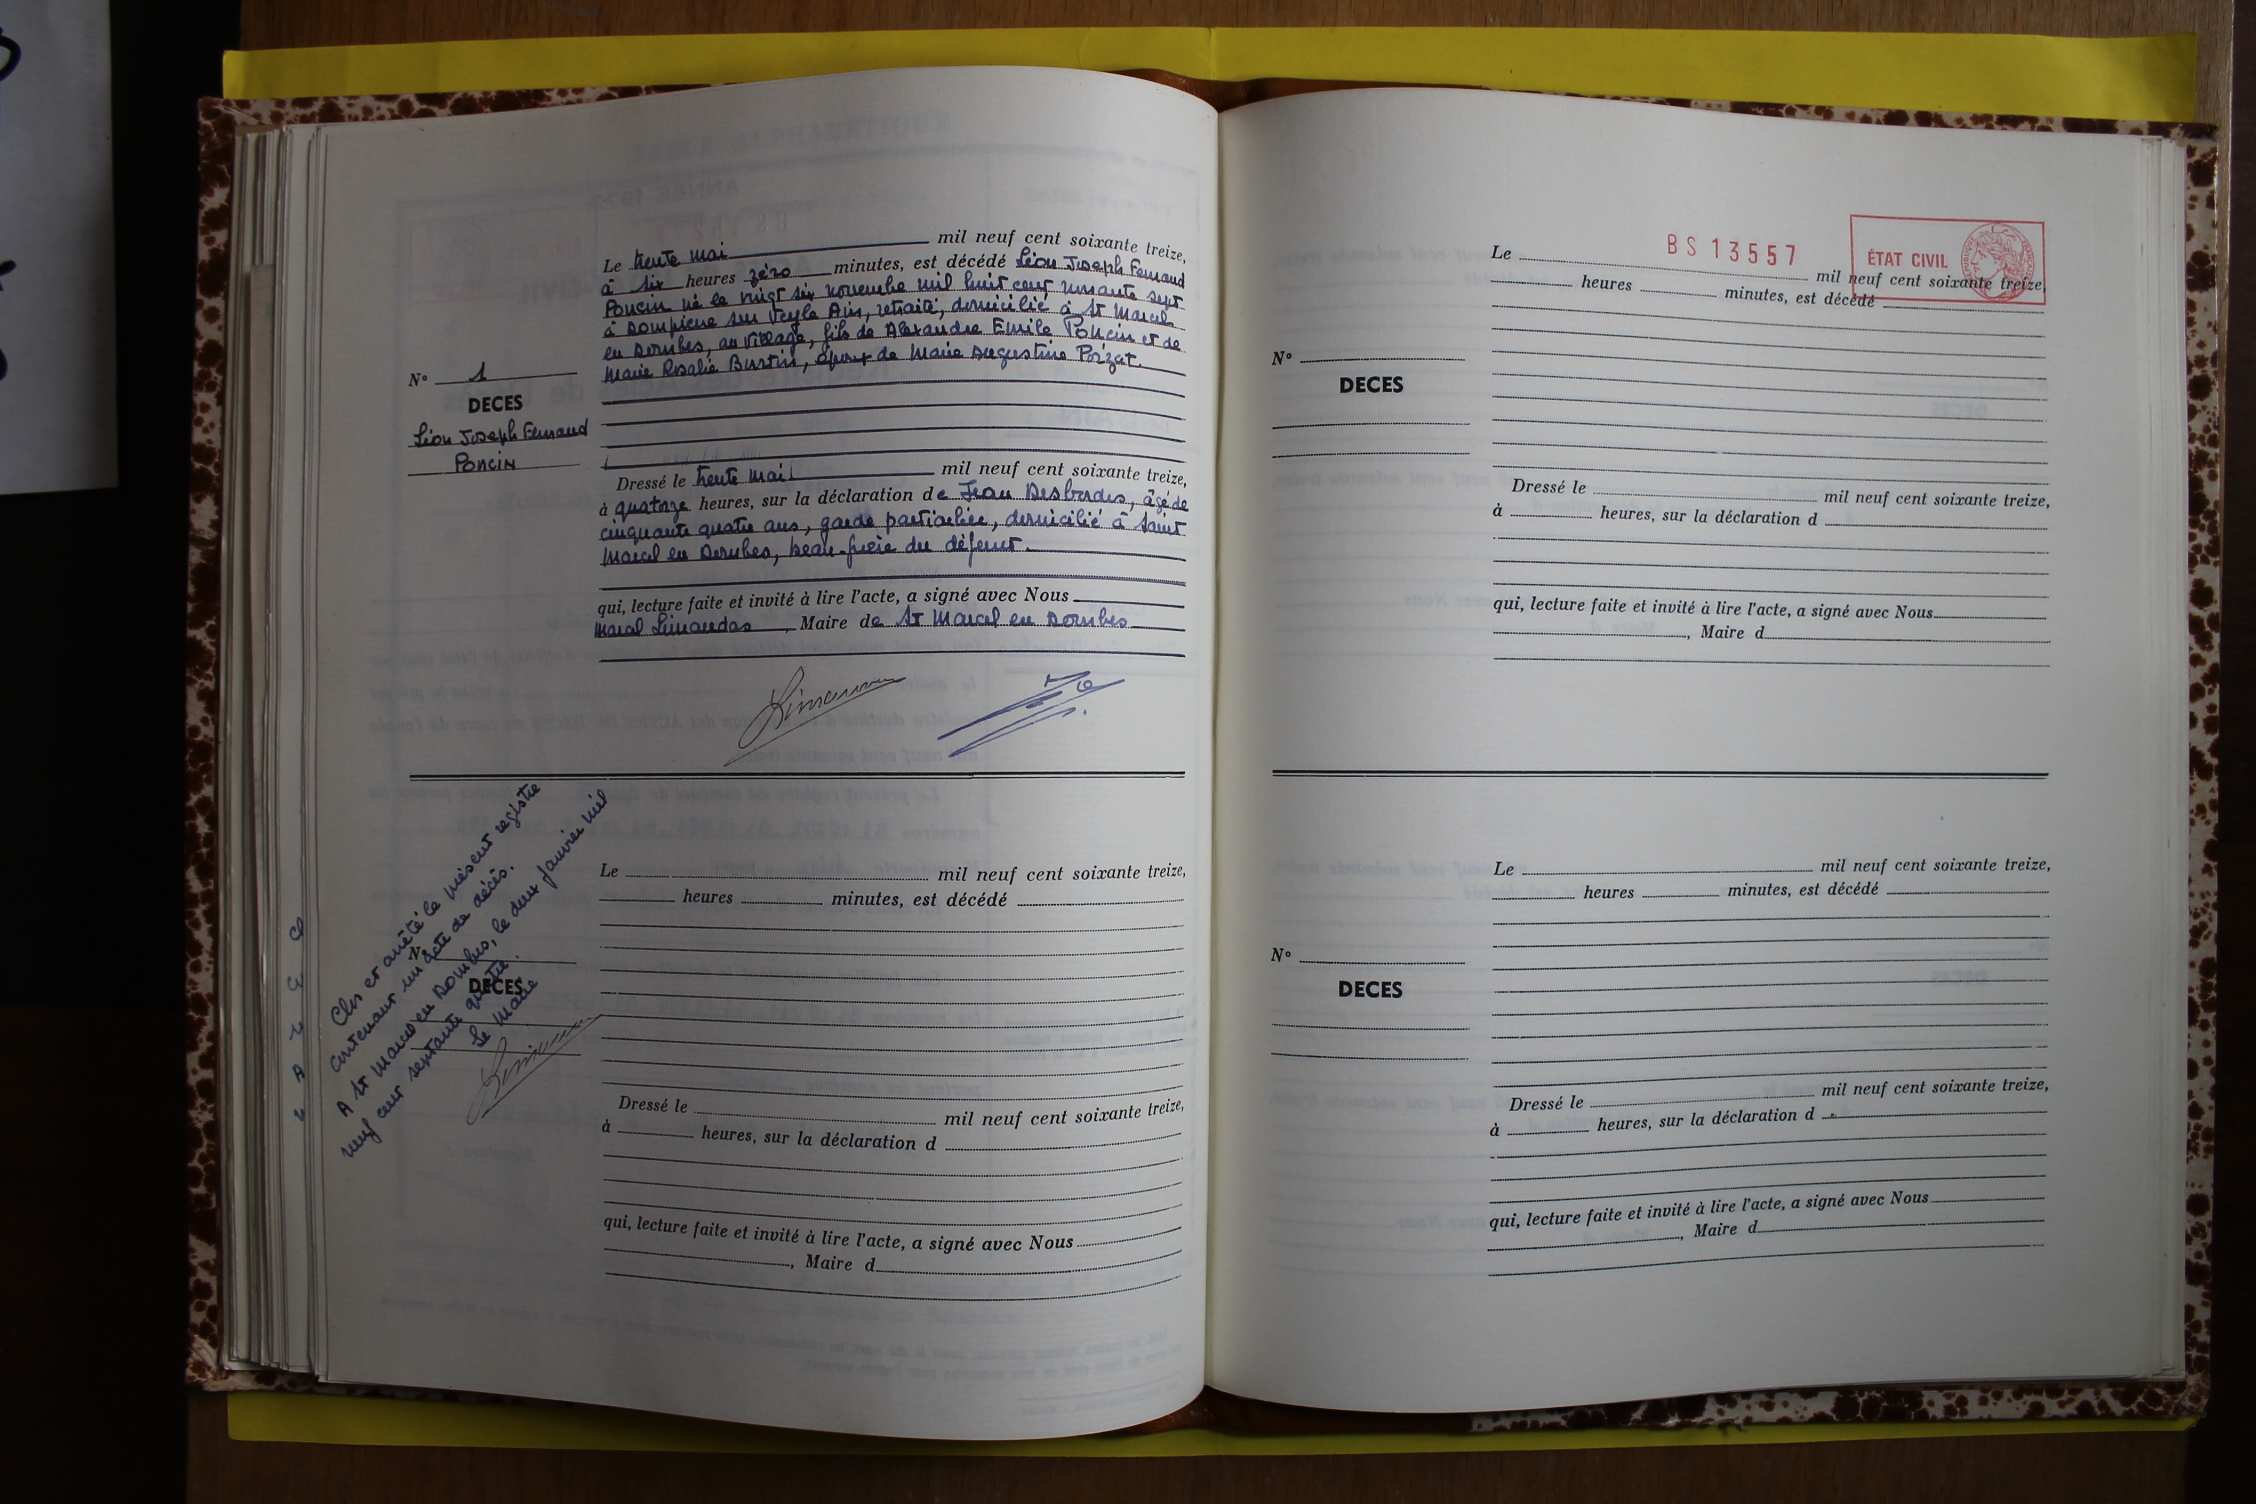 Le trente mai mil neuf cent soixante treize,
à six heures zéro minutes, est décédé Léon Joseph Fernand
Poncin né le vingt six novembre mil huit cent nonante sept
à Dompierre sur Veyle Ain, retraité, domicilié à St Marcel
en Dombes, au Village, fils de Alexandre Emile Poncin et de
Marie Rosalie Burtin, époux de Marie Augustine Poizat.
N° 1
DECES
Léon Joseph Fernand
Poncin
Dressé le trente mai mil neuf cent soixante treize,
à quatorze heures, sur la déclaration de Jean Desbordes, âgé de
cinquante quatre ans, garde particulier, domicilié à Saint
Marcel en Dombes, beau-frère du défunt.
qui, lecture faite et invité à lire l'acte, a signé avec Nous
Marcel Limandas, Maire de St Marcel en Dombes
Clos et arrêté le présent registre
contenant un acte de décès.
A St Marcel en Dombes, le deux janvier mil
neuf cent septante quatre.
Le Maire
Le mil neuf cent soixante treize,
heures minutes, est décédé
N°
DECES
Dressé le mil neuf cent soixante treize,
à heures, sur la déclaration d
qui, lecture faite et invité à lire l'acte, a signé avec Nous
, Maire d
BS 13557
ÉTAT CIVIL
Le mil neuf cent soixante treize,
heures minutes, est décédé
N°
DECES
Dressé le mil neuf cent soixante treize,
à heures, sur la déclaration d
qui, lecture faite et invité à lire l'acte, a signé avec Nous
, Maire d
Le mil neuf cent soixante treize,
heures minutes, est décédé
N°
DECES
Dressé le mil neuf cent soixante treize,
à heures, sur la déclaration d
qui, lecture faite et invité à lire l'acte, a signé avec Nous
, Maire d